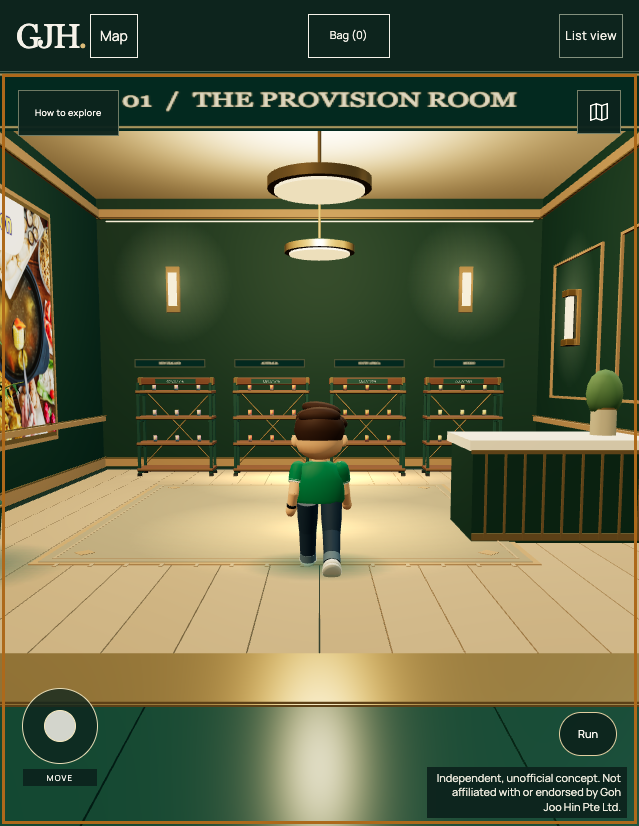 GJH.
Map
Bag (0)
List view
How to explore
01 / THE PROVISION ROOM
MOVE
Run
Independent, unofficial concept. Not
affiliated with or endorsed by Goh
Joo Hin Pte Ltd.